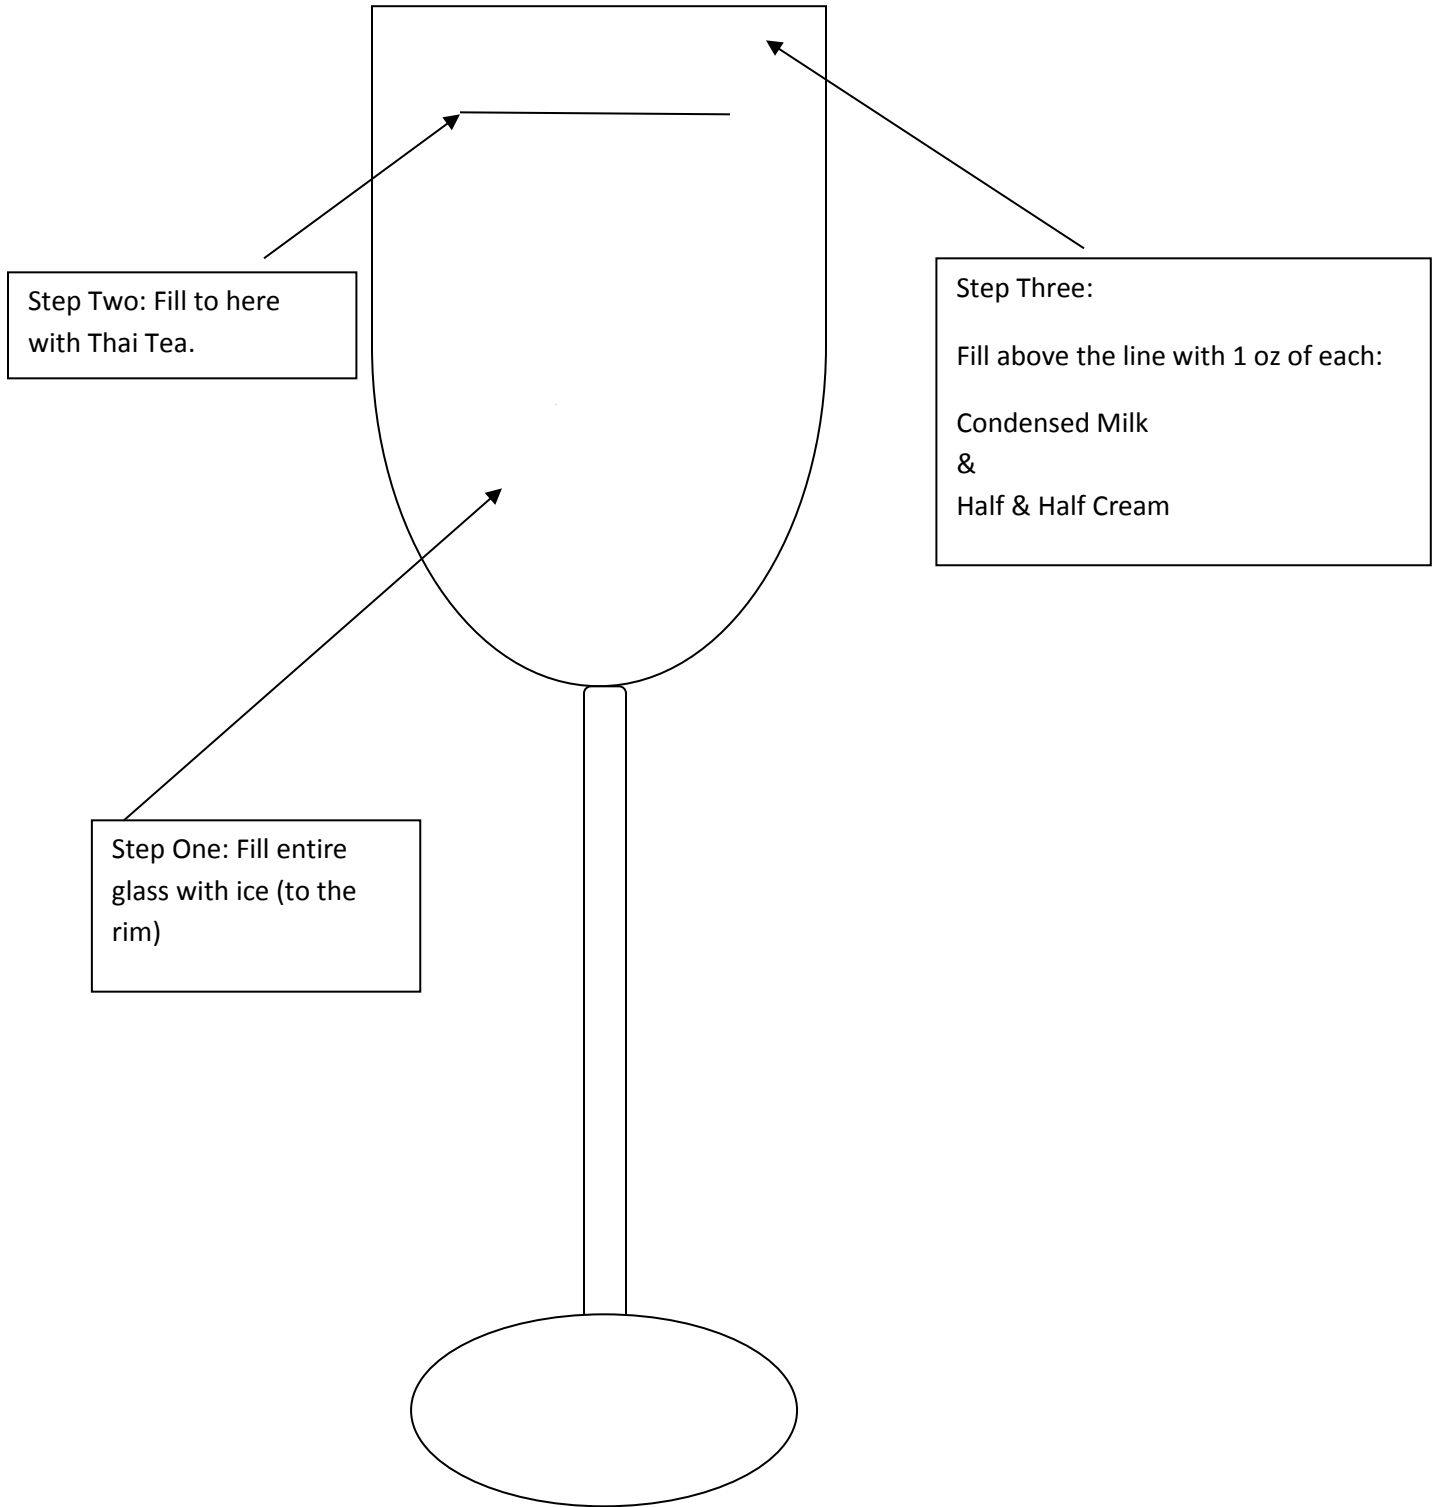 Step Two: Fill to here
with Thai Tea.
Step Three:
Fill above the line with 1 oz of each:
Condensed Milk
&
Half & Half Cream
Step One: Fill entire
glass with ice (to the
rim)